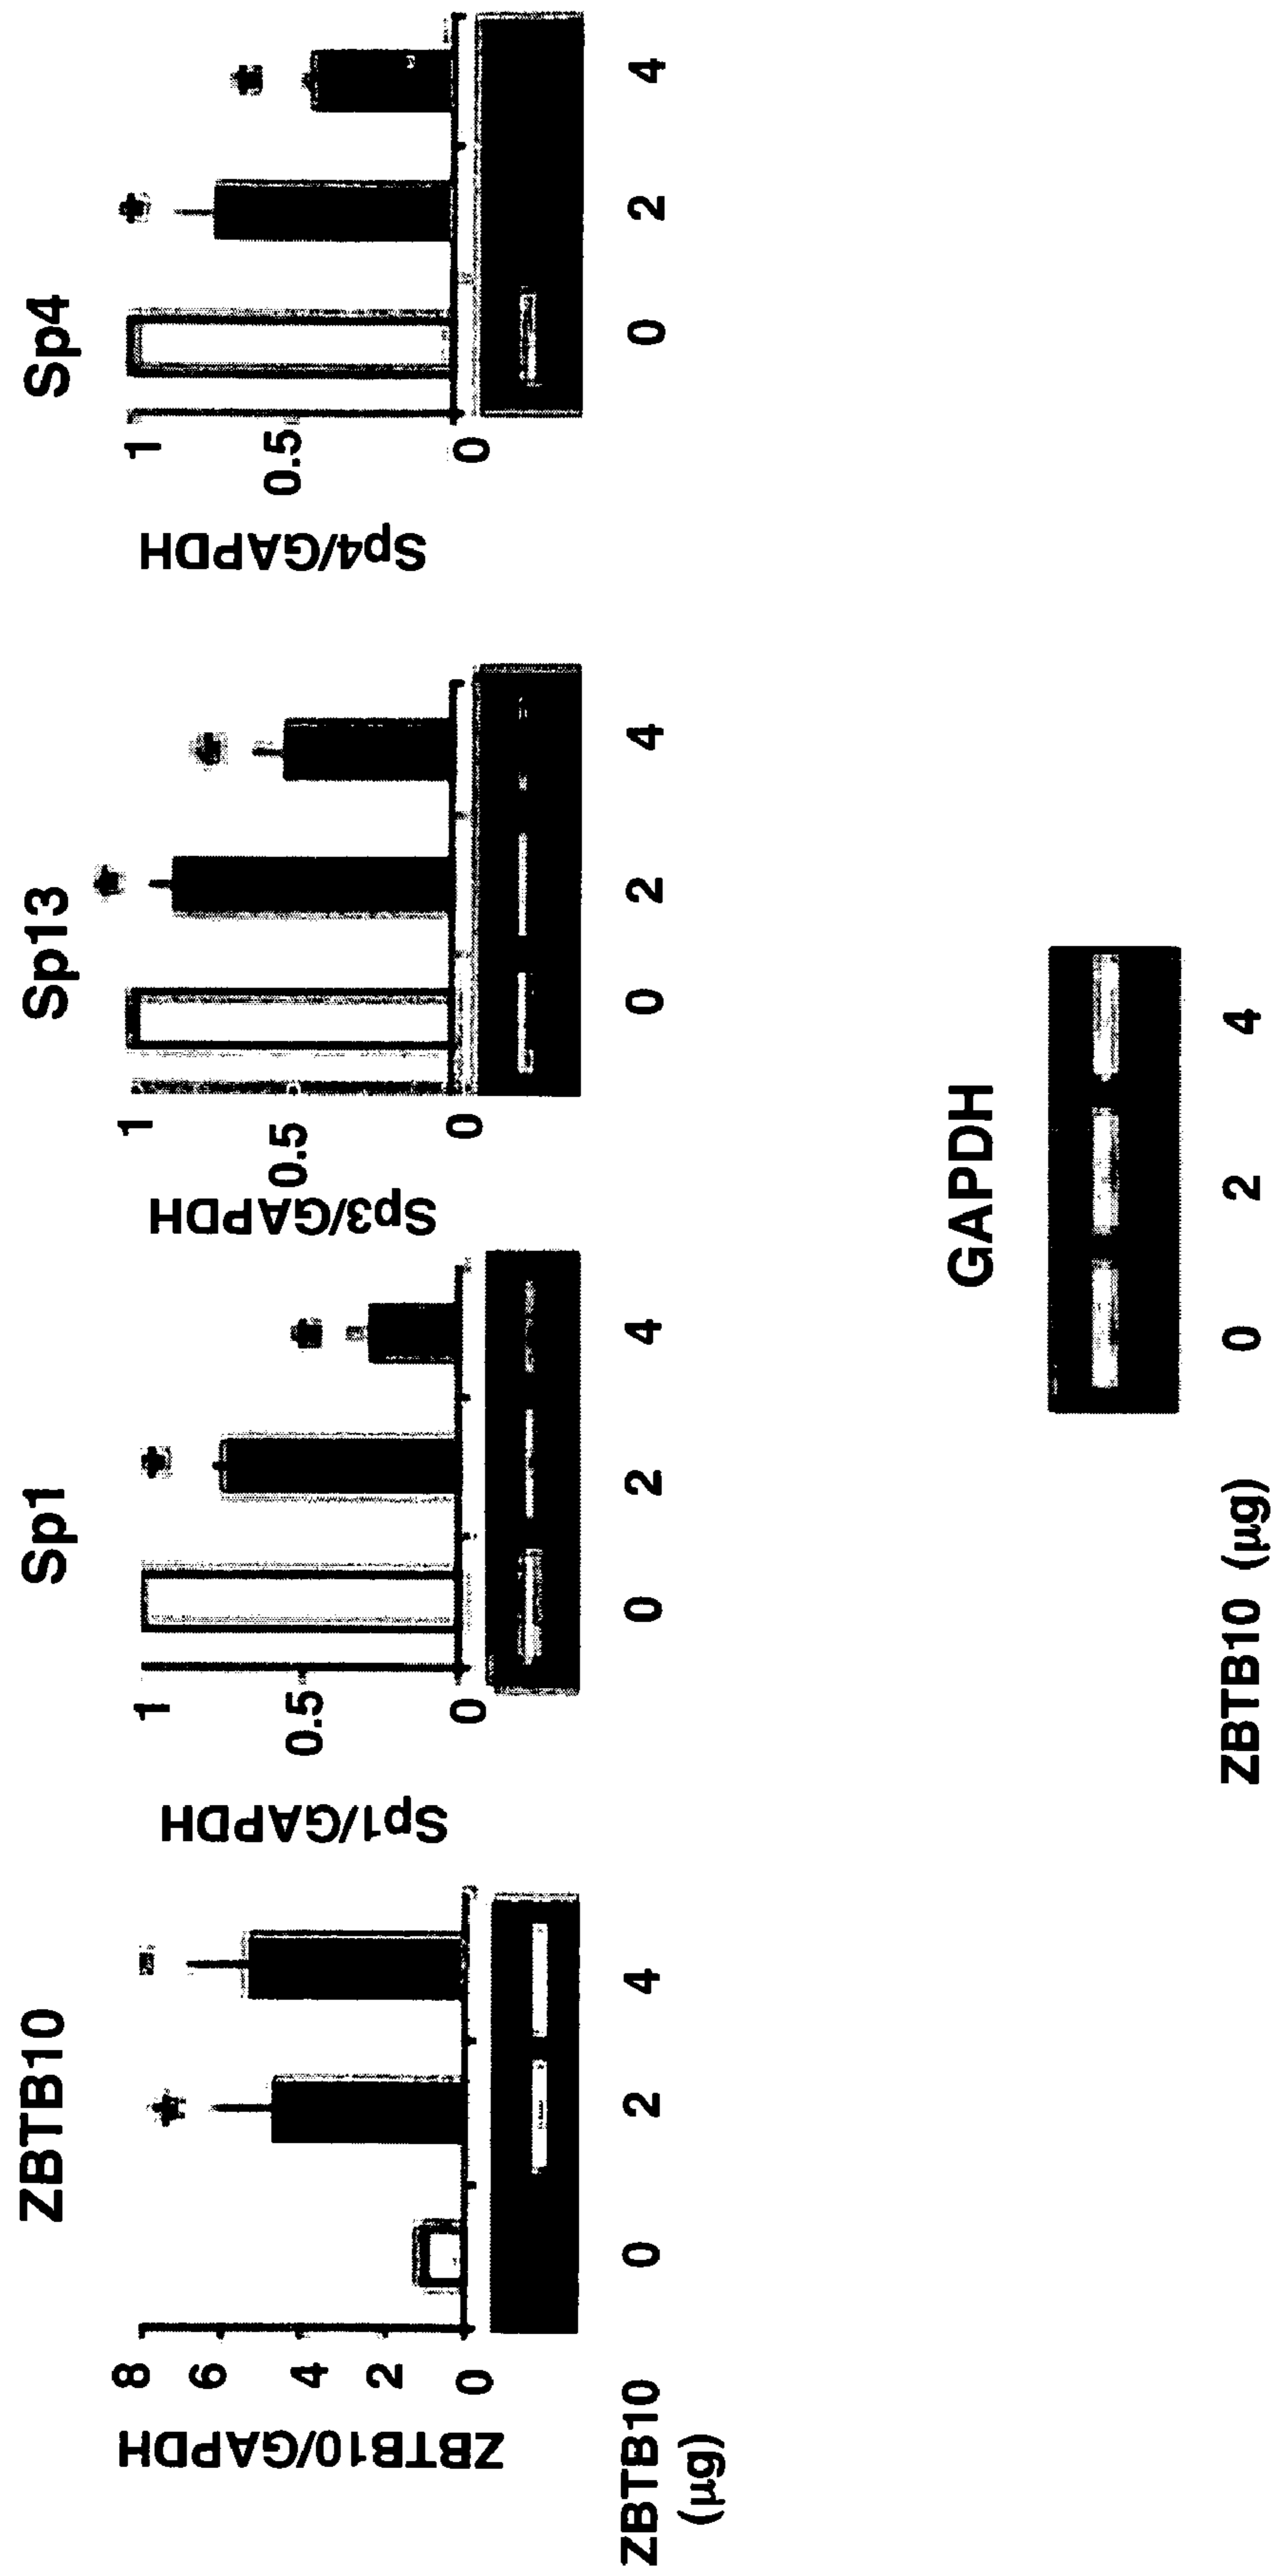 ZBTB10
ZBTB10/GAPDH
8
6
4
2
0
ZBTB10
(μg)
0 2 4
Sp1
Sp1/GAPDH
1
0.5
0
0 2 4
Sp13
Sp3/GAPDH
1
0.5
0
0 2 4
Sp4
Sp4/GAPDH
1
0.5
0
0 2 4
GAPDH
ZBTB10 (μg) 0 2 4